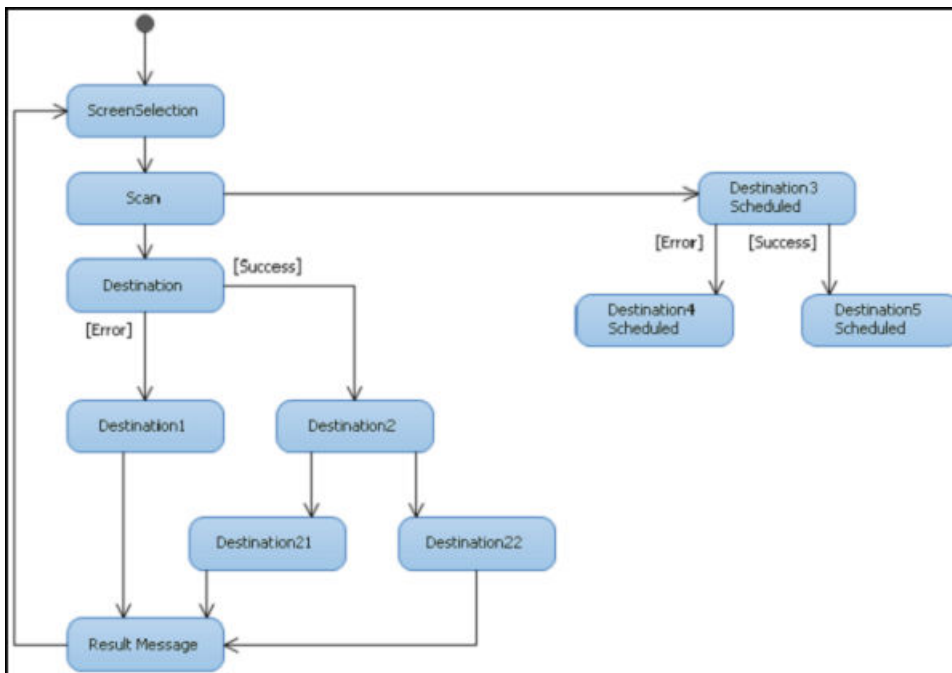 ScreenSelection
Scan
Destination3
Scheduled
[Error]
[Success]
Destination
[Success]
[Error]
Destination4
Scheduled
Destination5
Scheduled
Destination1
Destination2
Destination21
Destination22
Result Message